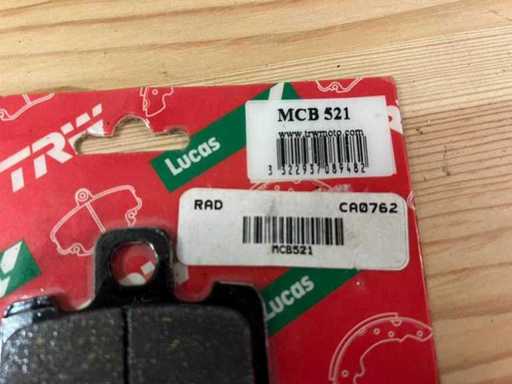 MCB 521
www.trwmoto.com
3 322937 089482
TRW
Lucas
RAD CA0762
MCB521
Lucas